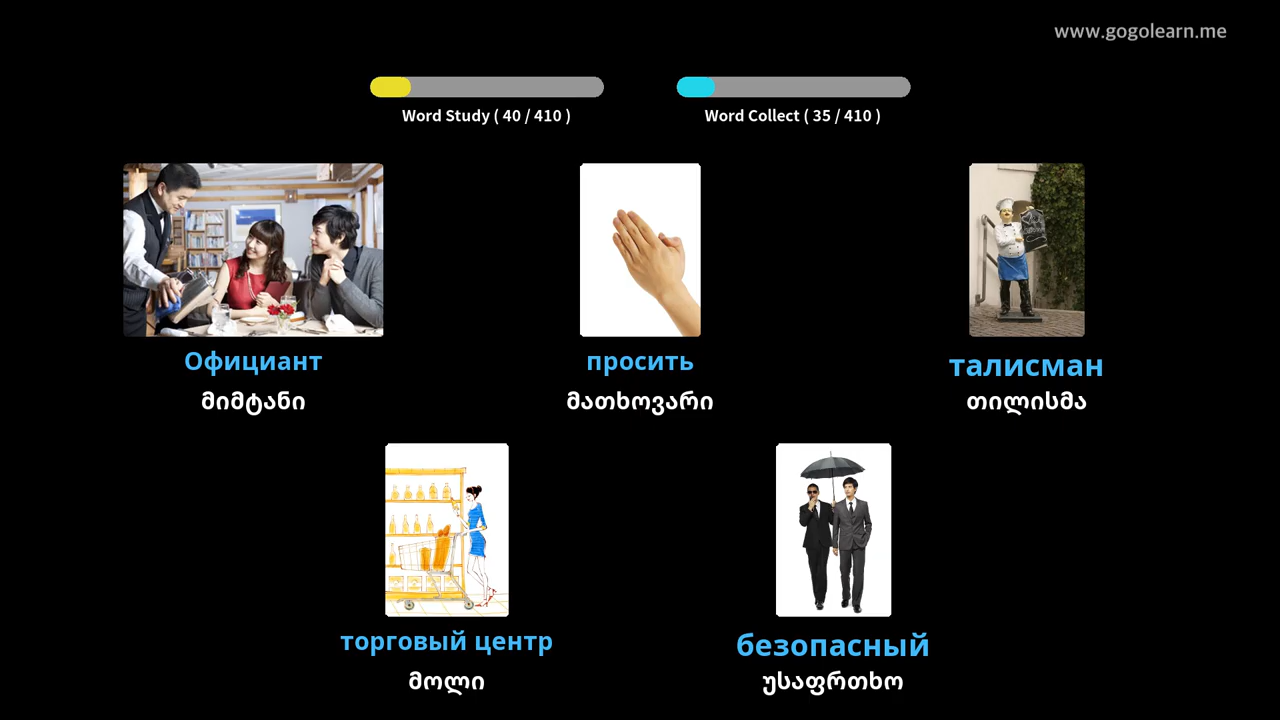 www.gogolearn.me
Word Study ( 40 / 410 )
Word Collect ( 35 / 410 )
Официант
მიმტანი
просить
მათხოვარი
талисман
თილისმა
торговый центр
მოლი
безопасный
უსაფრთხო